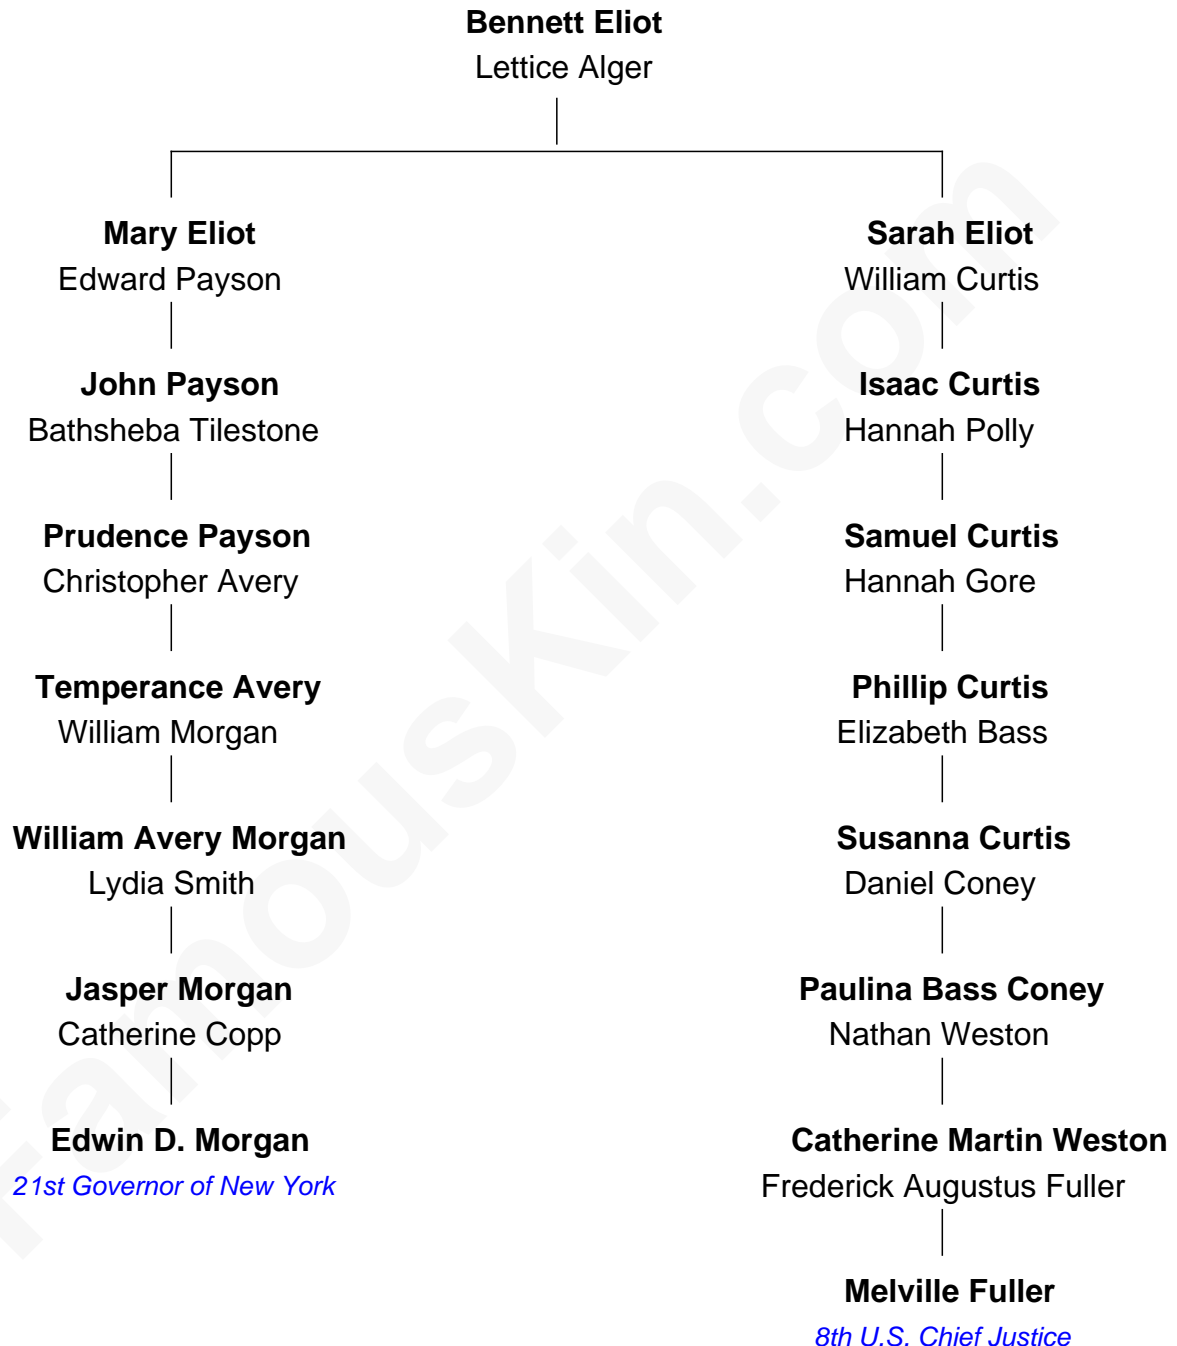 Bennett Eliot
Lettice Alger
Mary Eliot
Edward Payson
Sarah Eliot
William Curtis
John Payson
Bathsheba Tilestone
Isaac Curtis
Hannah Polly
Prudence Payson
Christopher Avery
Samuel Curtis
Hannah Gore
Temperance Avery
William Morgan
Phillip Curtis
Elizabeth Bass
William Avery Morgan
Lydia Smith
Susanna Curtis
Daniel Coney
Jasper Morgan
Catherine Copp
Paulina Bass Coney
Nathan Weston
Edwin D. Morgan
21st Governor of New York
Catherine Martin Weston
Frederick Augustus Fuller
Melville Fuller
8th U.S. Chief Justice
FamousKin.com